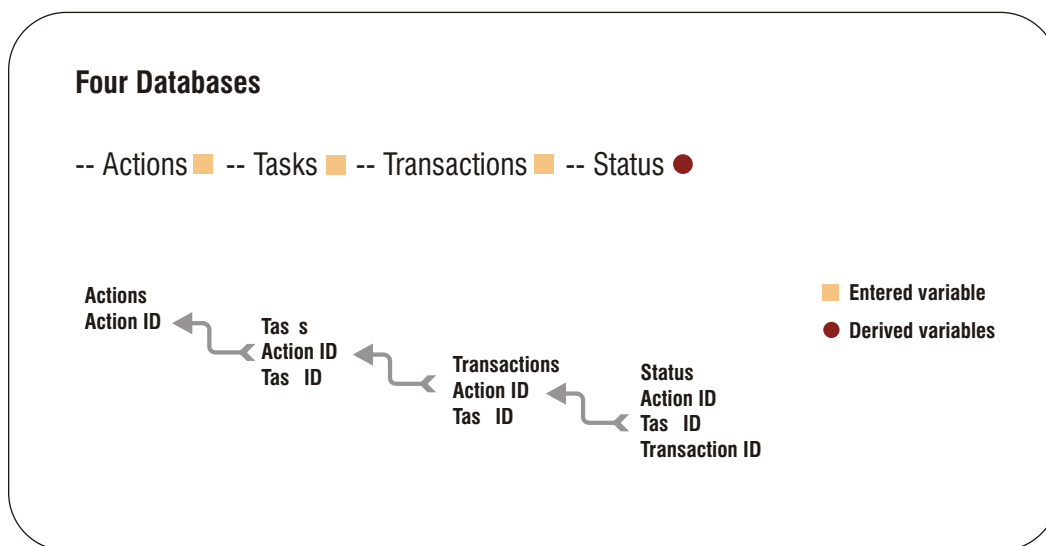 Four Databases
-- Actions -- Tasks -- Transactions -- Status
Actions
Action ID
Tas s
Action ID
Tas ID
Transactions
Action ID
Tas ID
Status
Action ID
Tas ID
Transaction ID
Entered variable
Derived variables